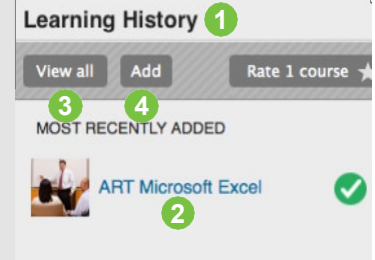 Learning History 1
View all Add Rate 1 course
3 4
MOST RECENTLY ADDED
ART Microsoft Excel
2